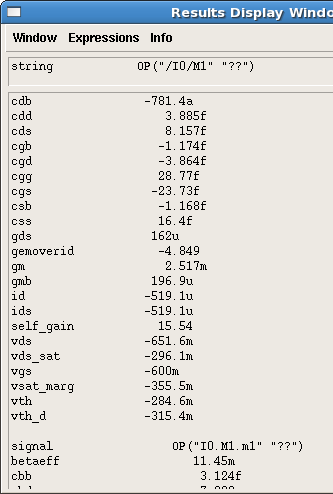 Results Display Windo
Window Expressions Info
string OP("/I0/M1" "??")
cdb -781.4a
cdd 3.885f
cds 8.157f
cgb -1.174f
cgd -3.864f
cgg 28.77f
cgs -23.73f
csb -1.168f
css 16.4f
gds 162u
gemoverid -4.849
gm 2.517m
gmb 196.9u
id -519.1u
ids -519.1u
self_gain 15.54
vds -651.6m
vds_sat -296.1m
vgs -600m
vsat_marg -355.5m
vth -284.6m
vth_d -315.4m
signal OP("I0.M1.m1" "??")
betaeff 11.45m
cbb 3.124f